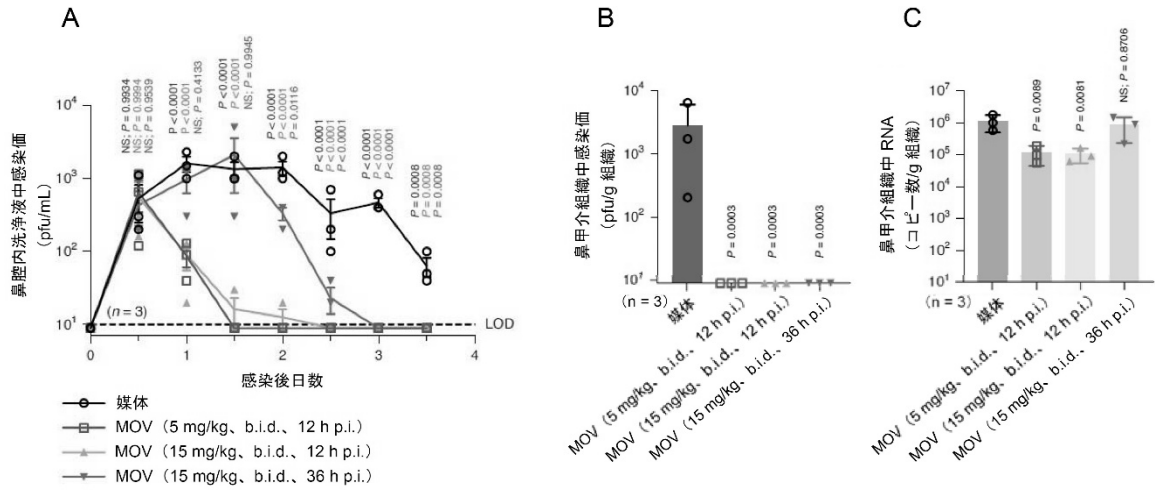 A
NS; P = 0.9934
NS; P = 0.9994
NS; P = 0.9539
P < 0.0001
P < 0.0001
NS; P = 0.4133
P < 0.0001
P < 0.0001
NS; P = 0.9945
P < 0.0001
P < 0.0001
P = 0.0116
P < 0.0001
P < 0.0001
P < 0.0001
P < 0.0001
P < 0.0001
P < 0.0001
P = 0.0008
P = 0.0008
P = 0.0008
鼻腔内洗浄液中感染価
(pfu/mL)
10⁴
10³
10²
10¹
(n = 3)
LOD
0
1
2
3
4
感染後日数
媒体
MOV(5 mg/kg、b.i.d.、12 h p.i.)
MOV(15 mg/kg、b.i.d.、12 h p.i.)
MOV(15 mg/kg、b.i.d.、36 h p.i.)
B
鼻甲介組織中感染価
(pfu/g 組織)
10⁴
10³
10²
10¹
P = 0.0003
P = 0.0003
P = 0.0003
(n = 3)
媒体
MOV(5 mg/kg、b.i.d.、12 h p.i.)
MOV(15 mg/kg、b.i.d.、12 h p.i.)
MOV(15 mg/kg、b.i.d.、36 h p.i.)
C
鼻甲介組織中 RNA
(コピー数/g 組織)
10⁷
10⁶
10⁵
10⁴
10³
10²
10¹
P = 0.0089
P = 0.0081
NS; P = 0.8706
(n = 3)
媒体
MOV(5 mg/kg、b.i.d.、12 h p.i.)
MOV(15 mg/kg、b.i.d.、12 h p.i.)
MOV(15 mg/kg、b.i.d.、36 h p.i.)